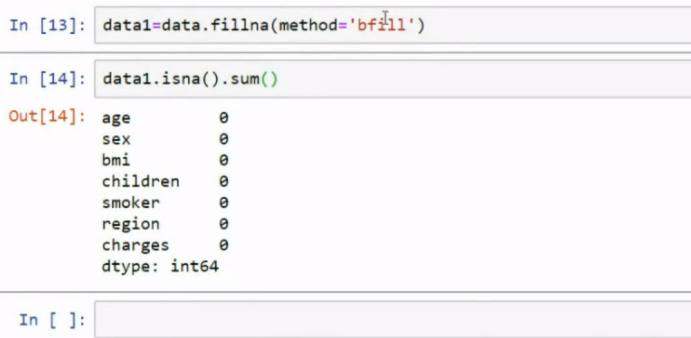 In [13]: data1=data.fillna(method='bfill')
In [14]: data1.isna().sum()
Out[14]: age 0
sex 0
bmi 0
children 0
smoker 0
region 0
charges 0
dtype: int64
In [ ]: